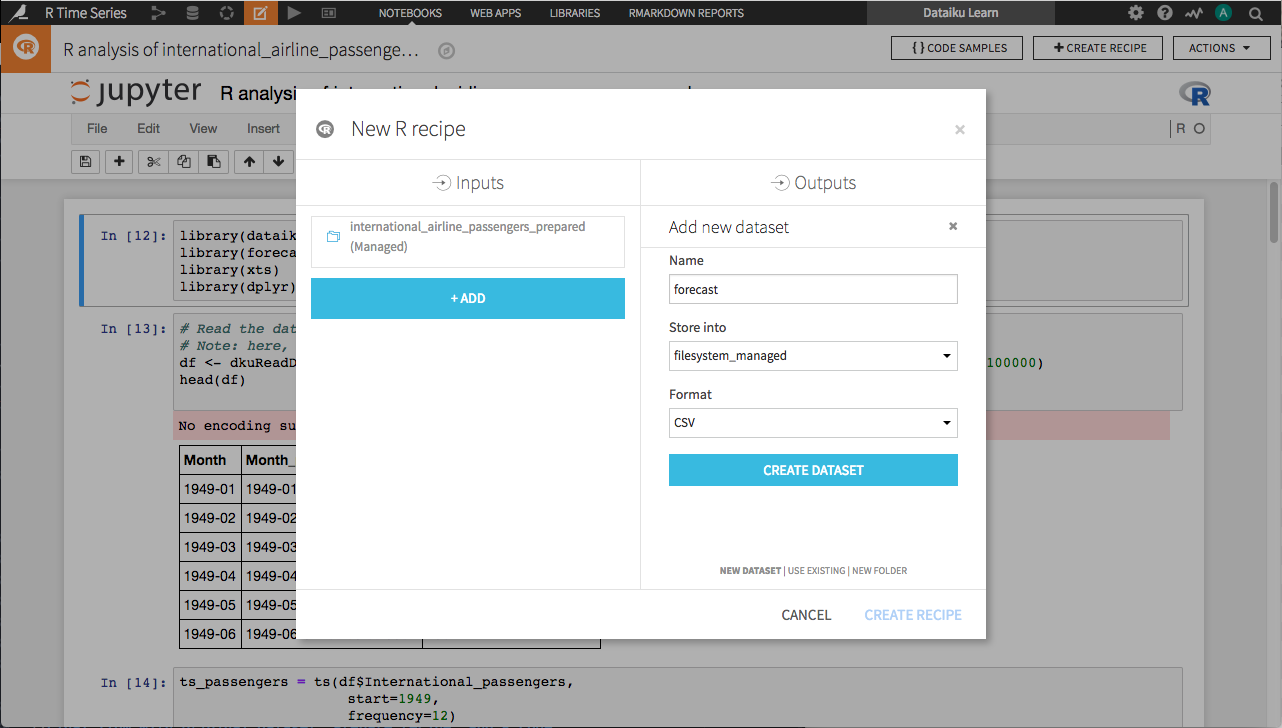 R Time Series
NOTEBOOKS WEB APPS LIBRARIES RMARKDOWN REPORTS
Dataiku Learn
A
R
R analysis of international_airline_passenge...
{ } CODE SAMPLES
+ CREATE RECIPE
ACTIONS
jupyter R analysis
R
File Edit View Insert
R
New R recipe
×
Inputs
international_airline_passengers_prepared
(Managed)
+ ADD
Outputs
Add new dataset
Name
forecast
Store into
filesystem_managed
Format
CSV
CREATE DATASET
NEW DATASET | USE EXISTING | NEW FOLDER
CANCEL CREATE RECIPE
In [12]: library(dataik
library(foreca
library(xts)
library(dplyr)
In [13]: # Read the dat
# Note: here,
df <- dkuReadD 100000)
head(df)
No encoding su
Month Month_
1949-01 1949-01
1949-02 1949-02
1949-03 1949-03
1949-04 1949-04
1949-05 1949-05
1949-06 1949-06
In [14]: ts_passengers = ts(df$International_passengers,
start=1949,
frequency=12)